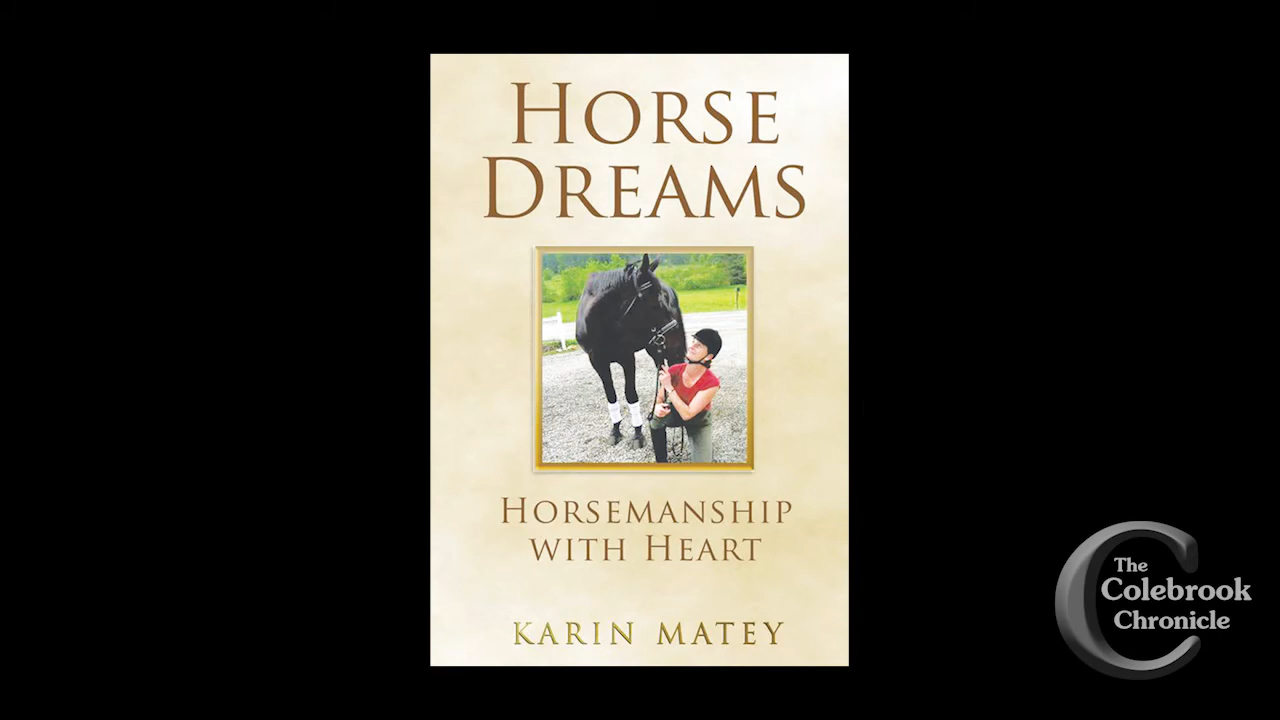 HORSE
DREAMS
HORSEMANSHIP
WITH HEART
KARIN MATEY
The
Colebrook
Chronicle